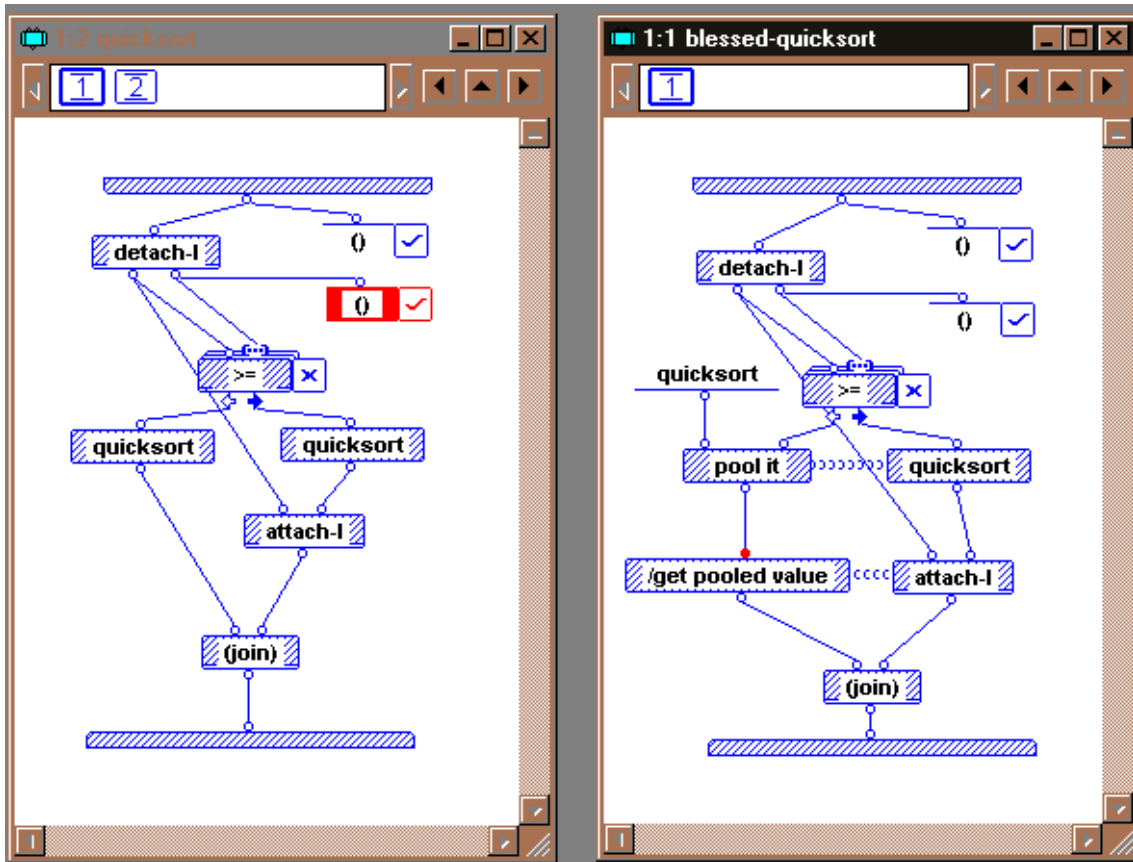 1:2 quicksort
1 2
()
detach-l
()
>=
quicksort
quicksort
attach-l
(join)
1:1 blessed-quicksort
1
()
detach-l
()
quicksort
>=
pool it
quicksort
/get pooled value
attach-l
(join)